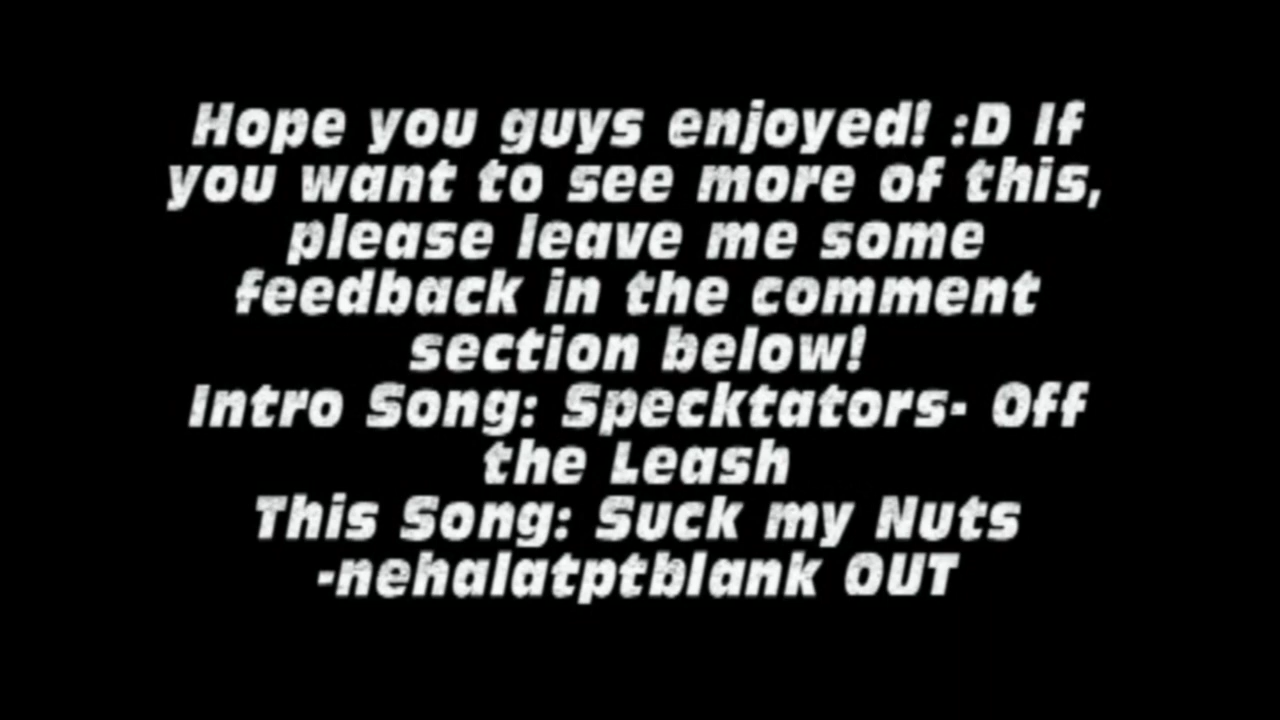 Hope you guys enjoyed! :D If
you want to see more of this,
please leave me some
feedback in the comment
section below!
Intro Song: Specktators- Off
the Leash
This Song: Suck my Nuts
-nehalatptblank OUT